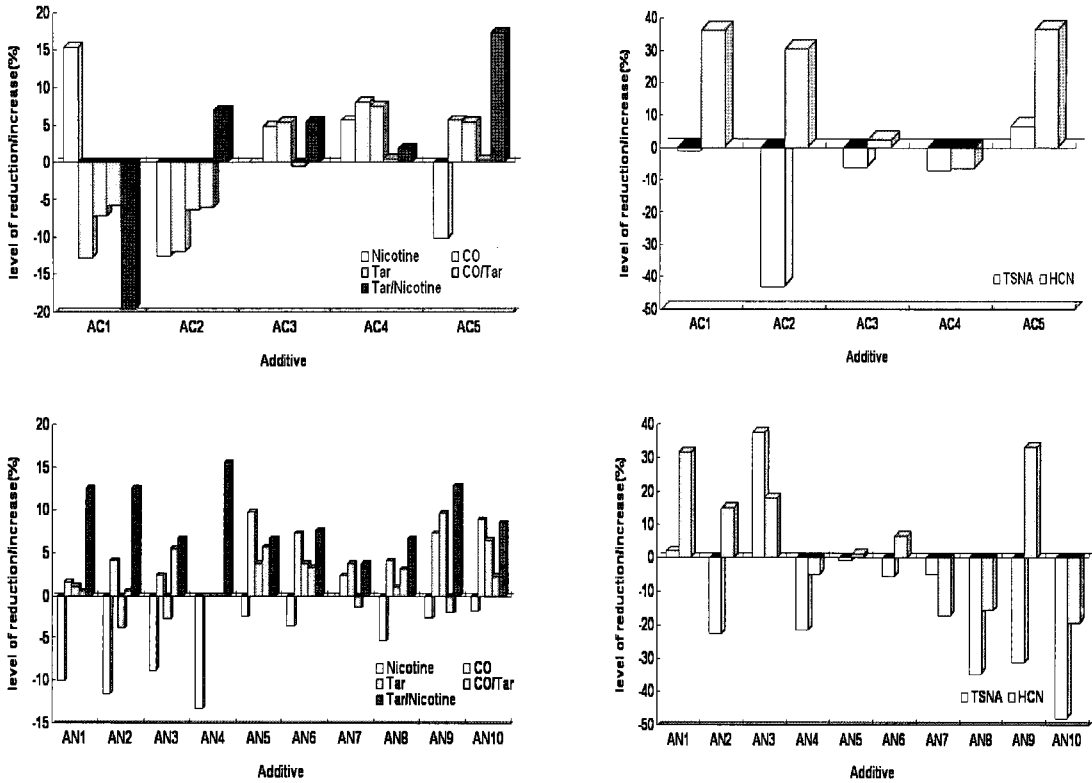 level of reduction/increase(%)
20
15
10
5
0
-5
-10
-15
-20
Nicotine CO
Tar CO/Tar
Tar/Nicotine
AC1 AC2 AC3 AC4 AC5
Additive
level of reduction/increase(%)
40
30
20
10
0
-10
-20
-30
-40
-50
TSNA HCN
AC1 AC2 AC3 AC4 AC5
Additive
level of reduction/increase(%)
20
15
10
5
0
-5
-10
-15
Nicotine CO
Tar CO/Tar
Tar/Nicotine
AN1 AN2 AN3 AN4 AN5 AN6 AN7 AN8 AN9 AN10
Additive
level of reduction/increase(%)
40
30
20
10
0
-10
-20
-30
-40
-50
TSNA HCN
AN1 AN2 AN3 AN4 AN5 AN6 AN7 AN8 AN9 AN10
Additive